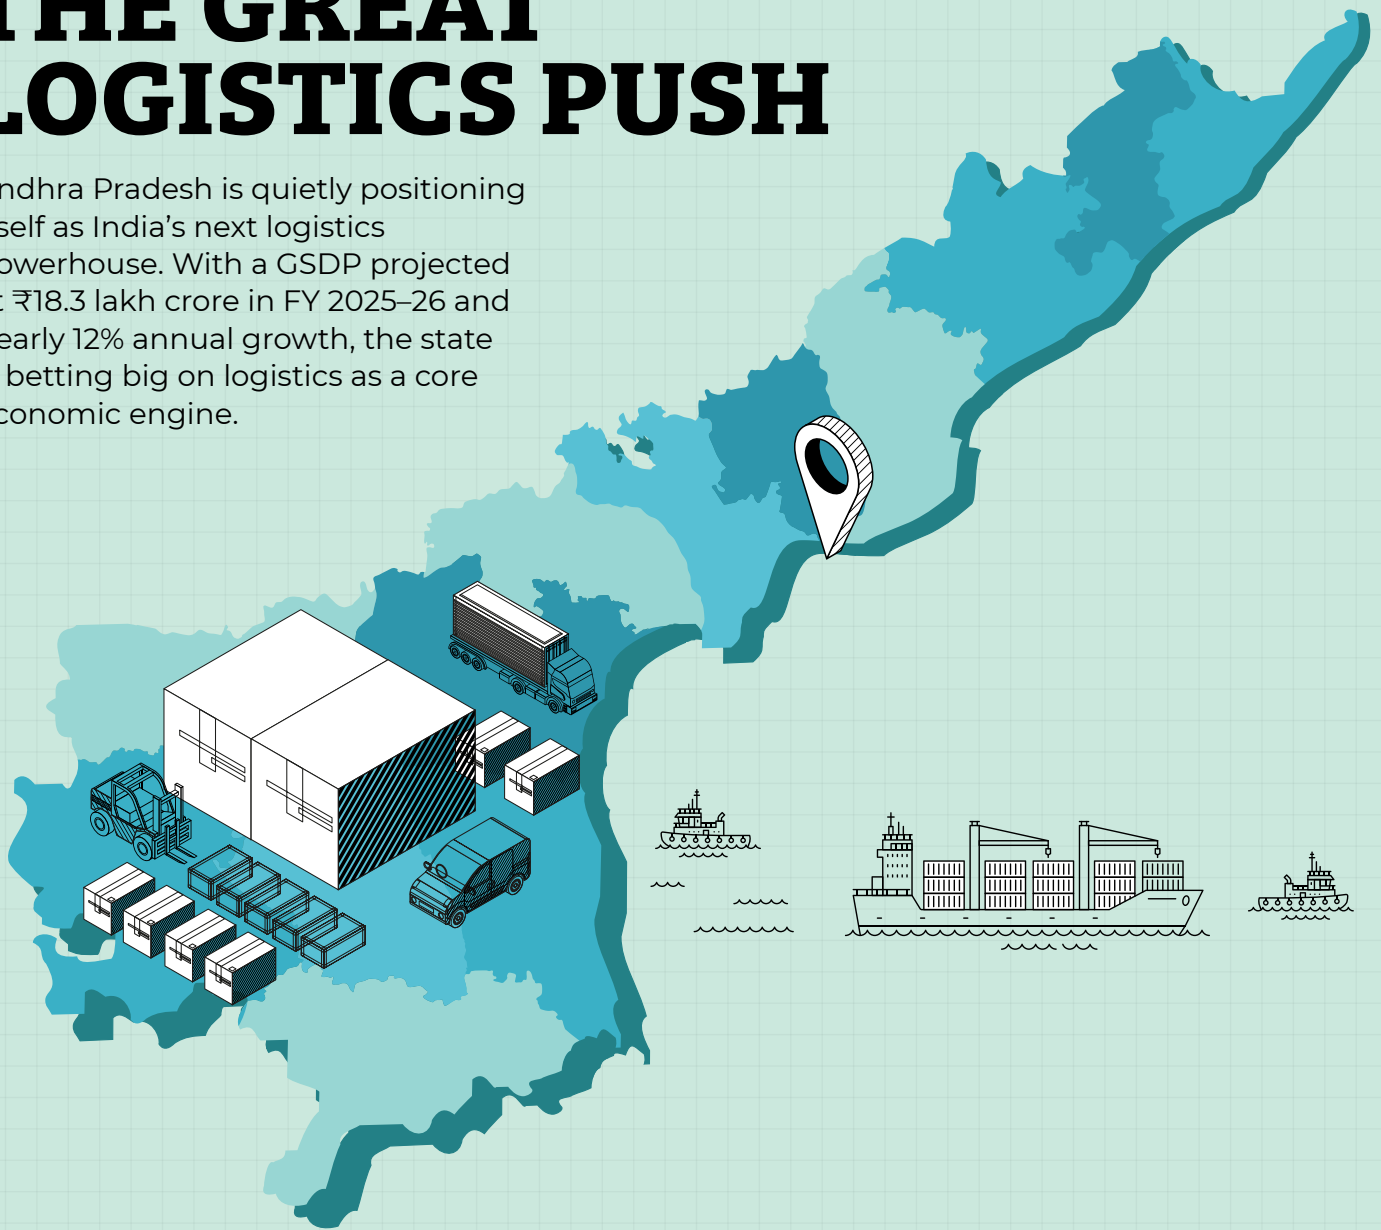 THE GREAT
LOGISTICS PUSH
ndhra Pradesh is quietly positioning
self as India’s next logistics
owerhouse. With a GSDP projected
t ₹18.3 lakh crore in FY 2025–26 and
early 12% annual growth, the state
betting big on logistics as a core
conomic engine.